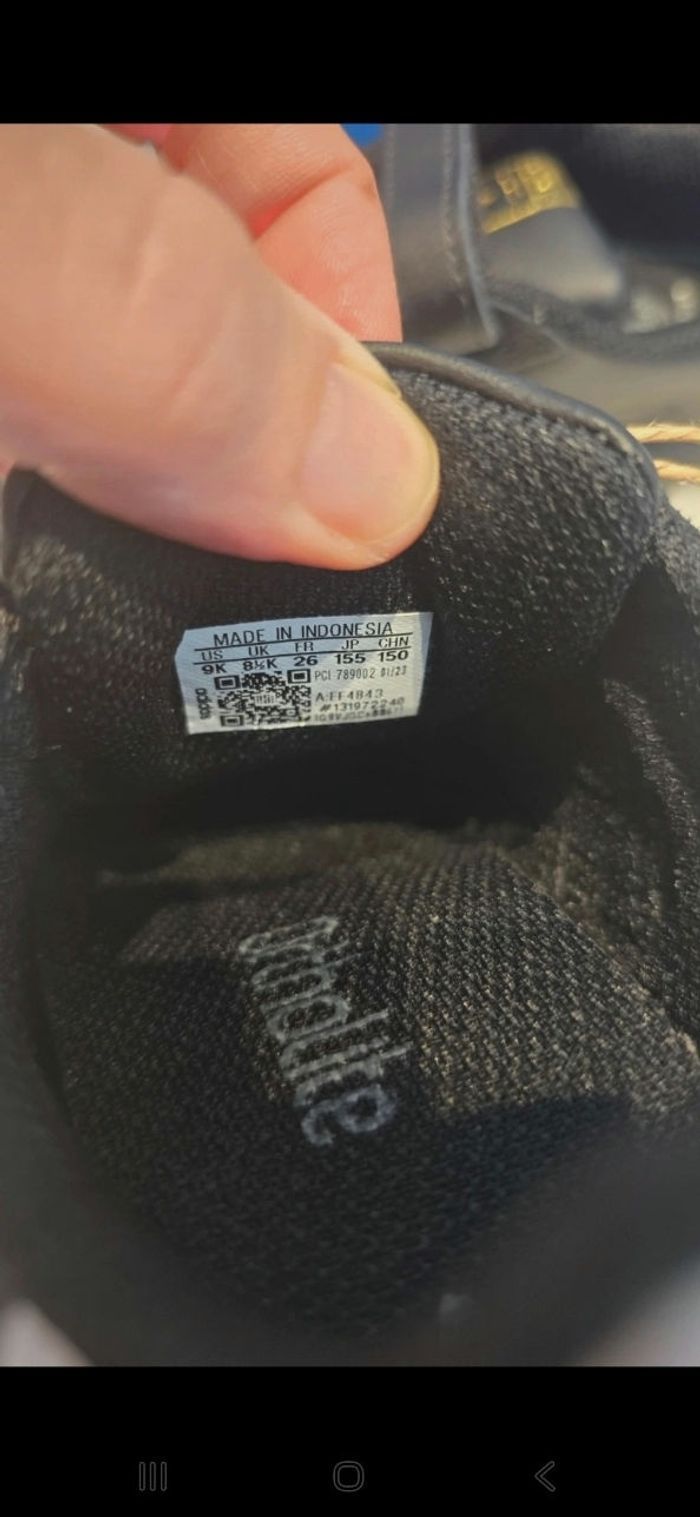 MADE IN INDONESIA
US UK FR JP CHN
9K 8½K 26 155 150
PCI 789002 01/23
adidas
A:FF4843
#131972240
ortholite